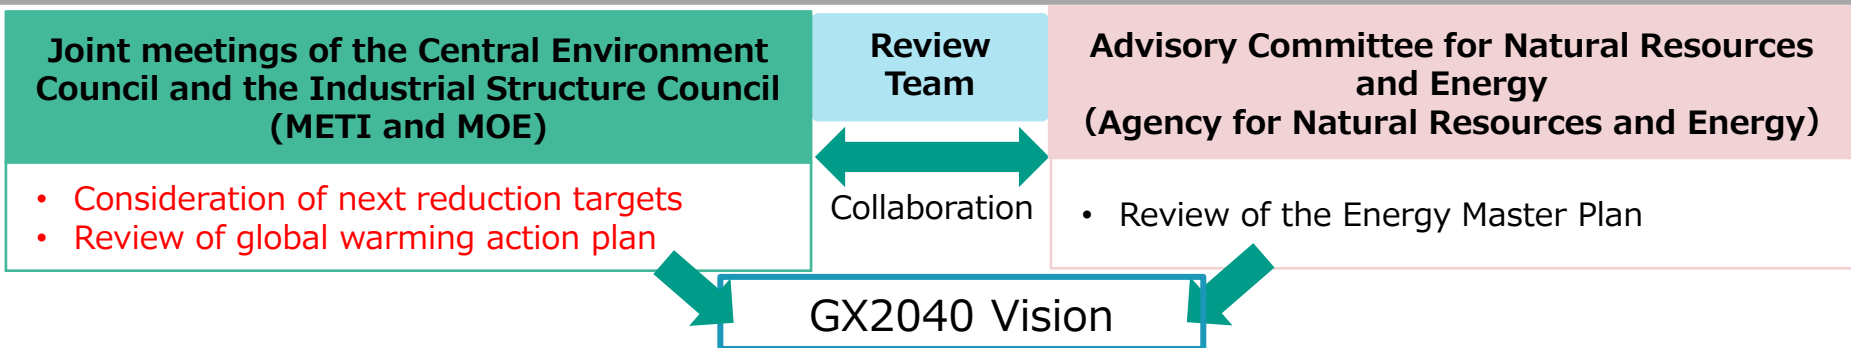 Joint meetings of the Central Environment
Council and the Industrial Structure Council
(METI and MOE)
• Consideration of next reduction targets
• Review of global warming action plan
Review
Team
Collaboration
Advisory Committee for Natural Resources
and Energy
（Agency for Natural Resources and Energy）
• Review of the Energy Master Plan
GX2040 Vision